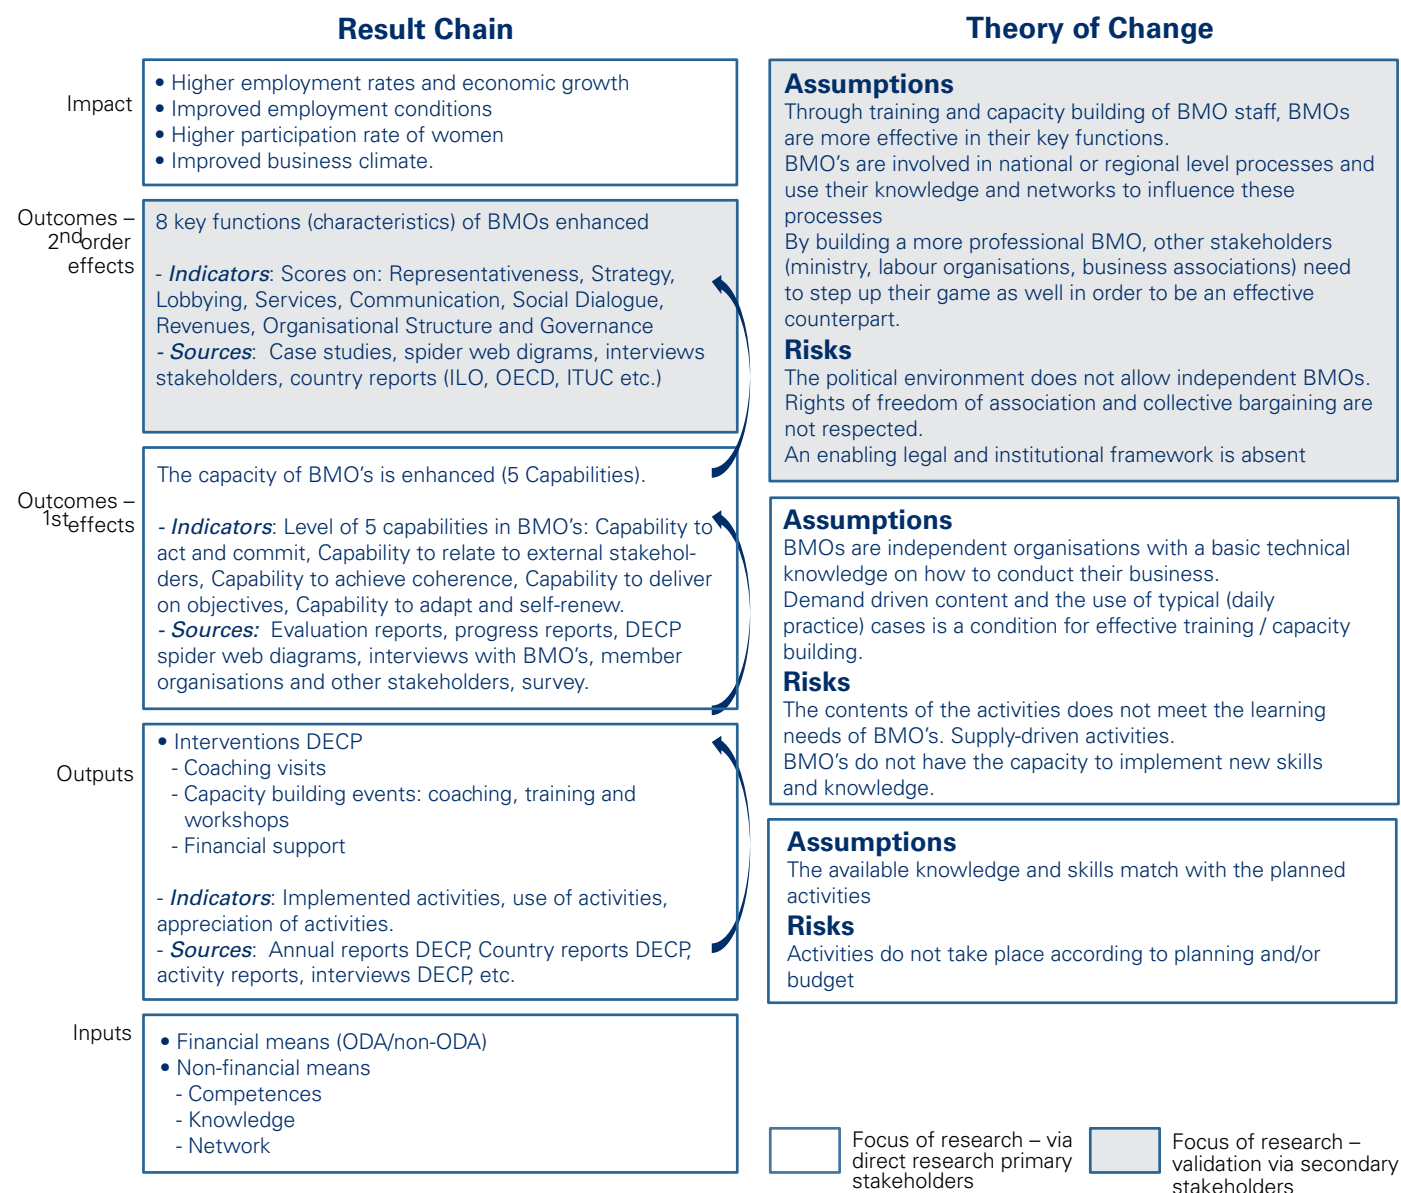 Result Chain
Impact
• Higher employment rates and economic growth
• Improved employment conditions
• Higher participation rate of women
• Improved business climate.
Outcomes –
2nd order
effects
8 key functions (characteristics) of BMOs enhanced
- Indicators: Scores on: Representativeness, Strategy,
Lobbying, Services, Communication, Social Dialogue,
Revenues, Organisational Structure and Governance
- Sources:  Case studies, spider web digrams, interviews
stakeholders, country reports (ILO, OECD, ITUC etc.)
Outcomes –
1st effects
The capacity of BMO's is enhanced (5 Capabilities).
- Indicators: Level of 5 capabilities in BMO's: Capability to
act and commit, Capability to relate to external stakehol-
ders, Capability to achieve coherence, Capability to deliver
on objectives, Capability to adapt and self-renew.
- Sources:  Evaluation reports, progress reports, DECP
spider web diagrams, interviews with BMO's, member
organisations and other stakeholders, survey.
Outputs
• Interventions DECP
- Coaching visits
- Capacity building events: coaching, training and
workshops
- Financial support
- Indicators: Implemented activities, use of activities,
appreciation of activities.
- Sources:  Annual reports DECP, Country reports DECP,
activity reports, interviews DECP, etc.
Inputs
• Financial means (ODA/non-ODA)
• Non-financial means
- Competences
- Knowledge
- Network
Theory of Change
Assumptions
Through training and capacity building of BMO staff, BMOs
are more effective in their key functions.
BMO's are involved in national or regional level processes and
use their knowledge and networks to influence these
processes
By building a more professional BMO, other stakeholders
(ministry, labour organisations, business associations) need
to step up their game as well in order to be an effective
counterpart.
Risks
The political environment does not allow independent BMOs.
Rights of freedom of association and collective bargaining are
not respected.
An enabling legal and institutional framework is absent
Assumptions
BMOs are independent organisations with a basic technical
knowledge on how to conduct their business.
Demand driven content and the use of typical (daily
practice) cases is a condition for effective training / capacity
building.
Risks
The contents of the activities does not meet the learning
needs of BMO's. Supply-driven activities.
BMO's do not have the capacity to implement new skills
and knowledge.
Assumptions
The available knowledge and skills match with the planned
activities
Risks
Activities do not take place according to planning and/or
budget
Focus of research – via
direct research primary
stakeholders
Focus of research –
validation via secondary
stakeholders